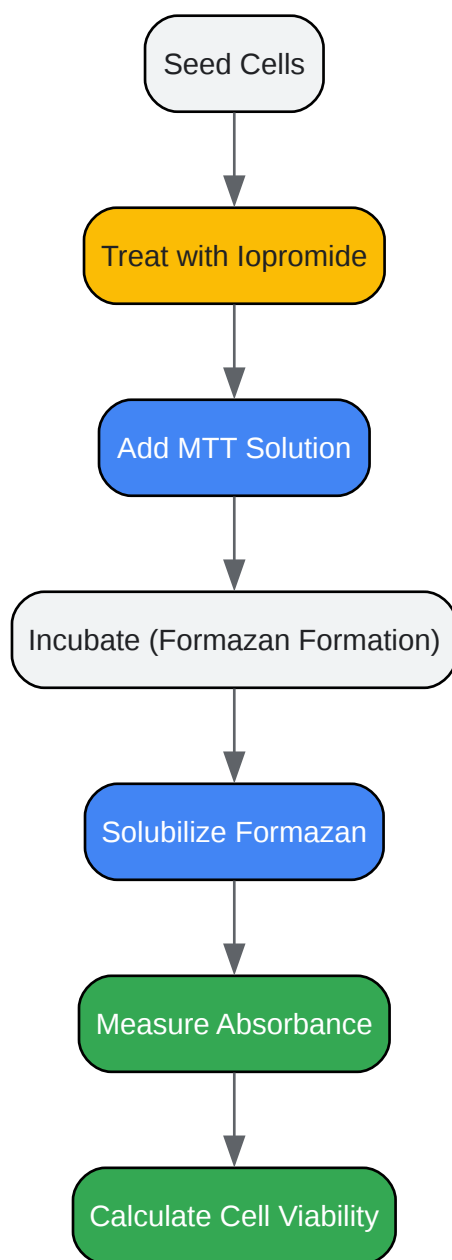 Seed Cells
Treat with Iopromide
Add MTT Solution
Incubate (Formazan Formation)
Solubilize Formazan
Measure Absorbance
Calculate Cell Viability